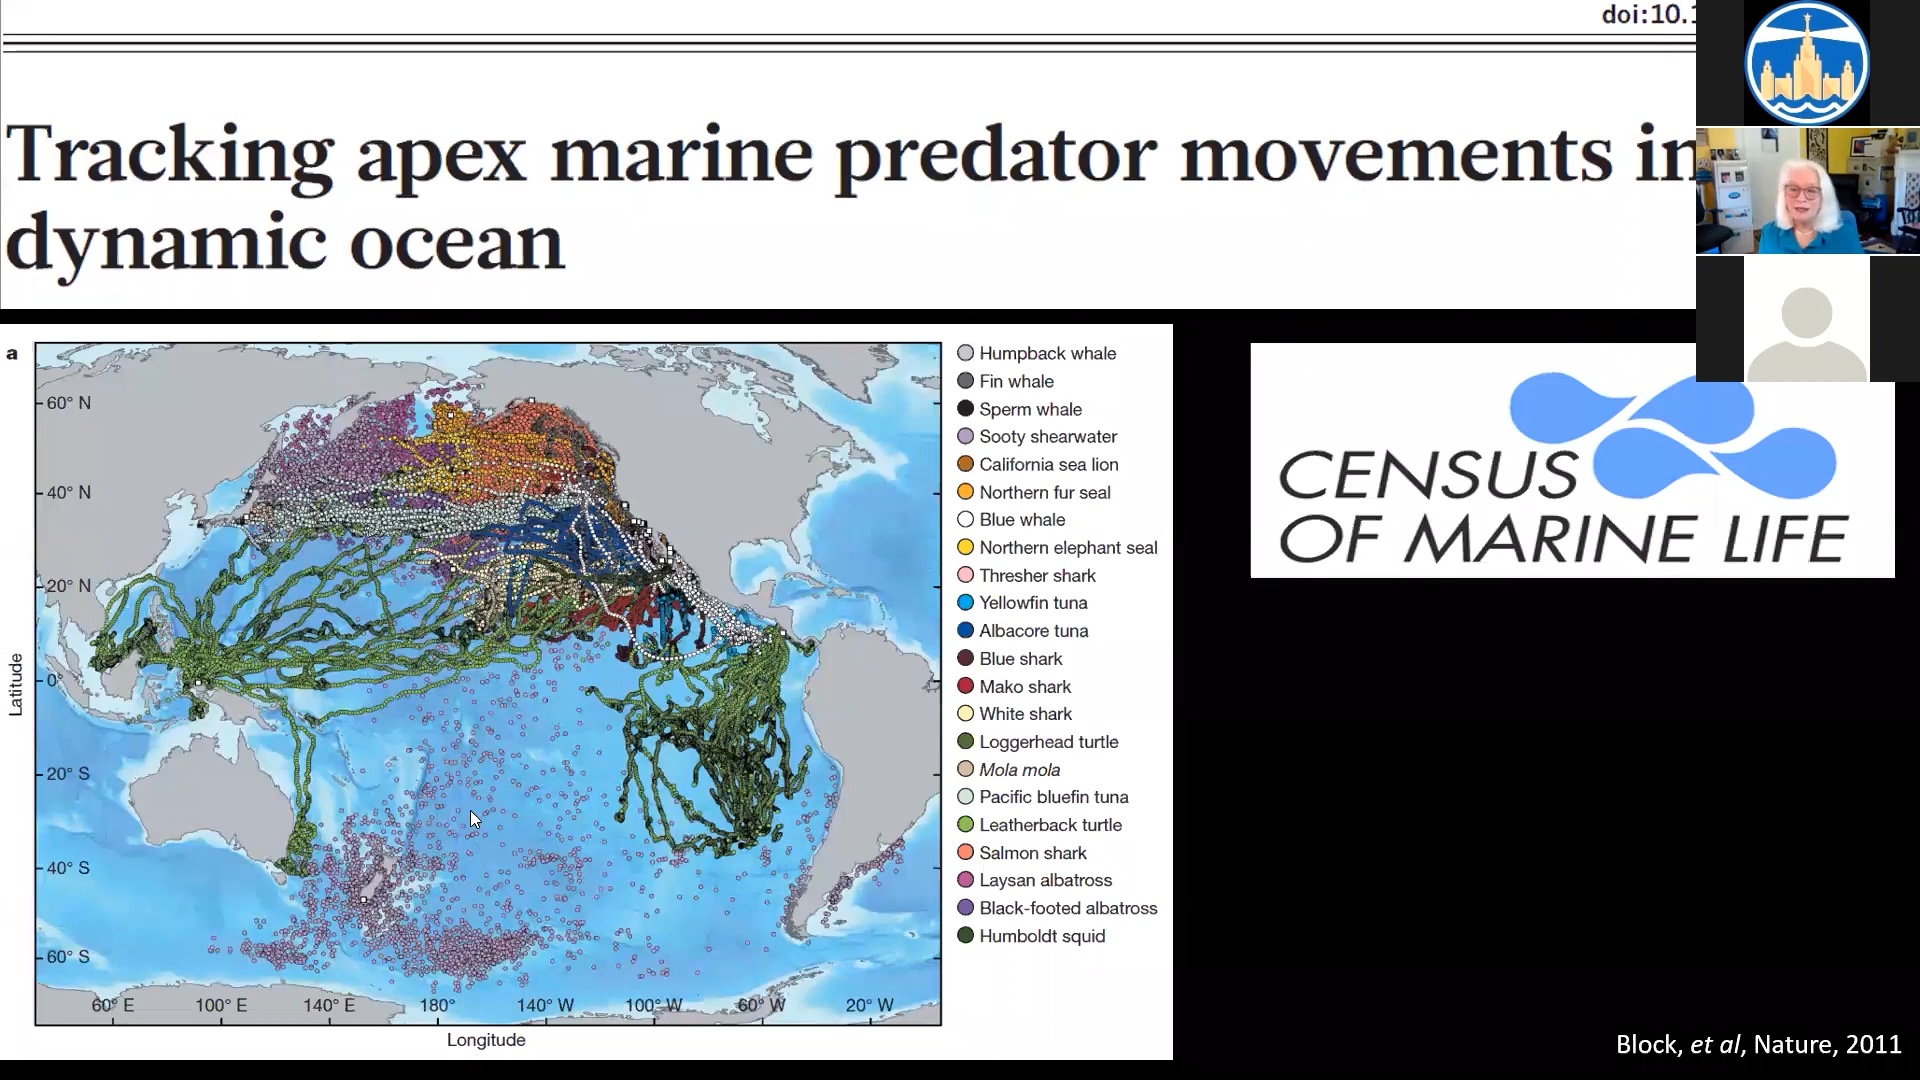 doi:10.1
Tracking apex marine predator movements in
dynamic ocean
a
Humpback whale
Fin whale
Sperm whale
Sooty shearwater
California sea lion
Northern fur seal
Blue whale
Northern elephant seal
Thresher shark
Yellowfin tuna
Albacore tuna
Blue shark
Mako shark
White shark
Loggerhead turtle
Mola mola
Pacific bluefin tuna
Leatherback turtle
Salmon shark
Laysan albatross
Black-footed albatross
Humboldt squid
60° N
40° N
20° N
0°
20° S
40° S
60° S
Latitude
60° E
100° E
140° E
180°
140° W
100° W
60° W
20° W
Longitude
CENSUS
OF MARINE LIFE
Block, et al, Nature, 2011